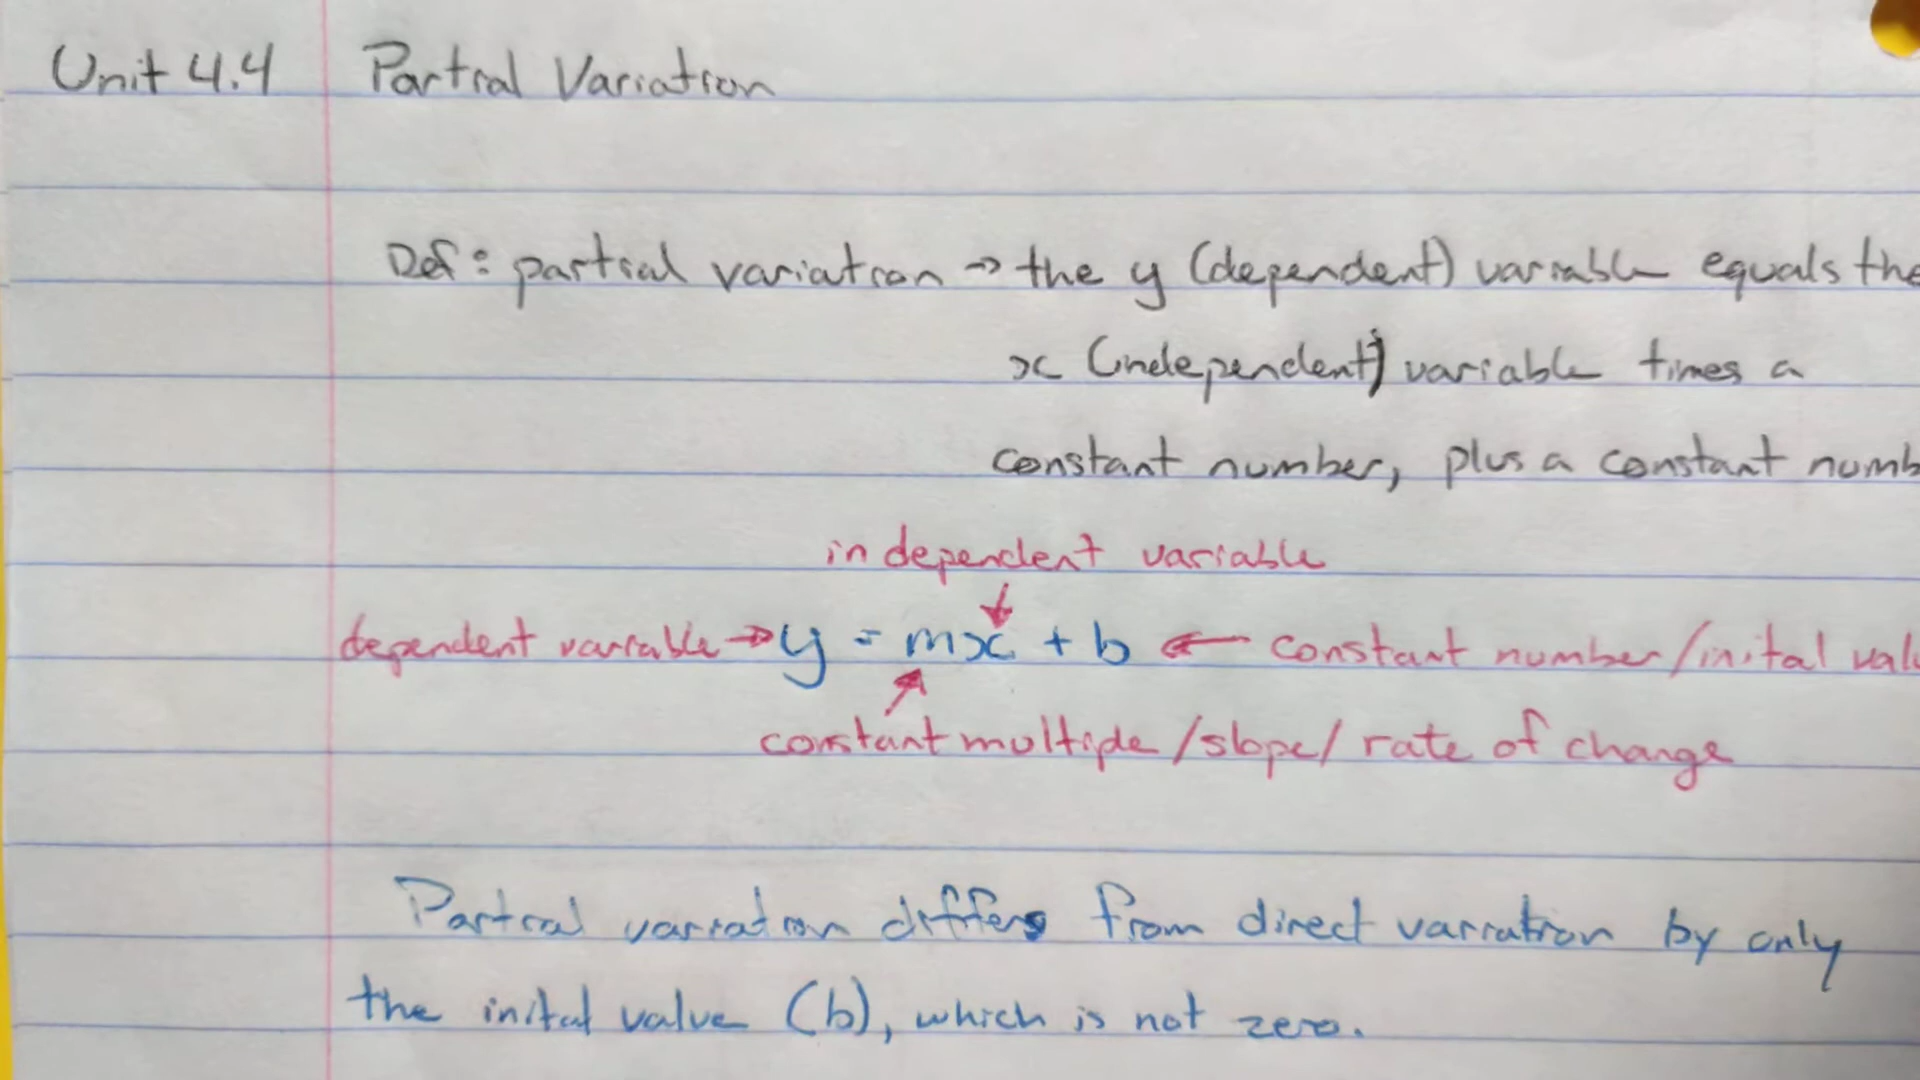 Unit 4.4 Partial Variation
Def: partial variation → the y (dependent) variable equals the
x (independent) variable times a
constant number, plus a constant numb
independent variable
↓
dependent variable → y = mx + b ← constant number/inital valu
↗
constant multiple /slope/ rate of change
Partial variation differs from direct variation by only
the inital value (b), which is not zero.